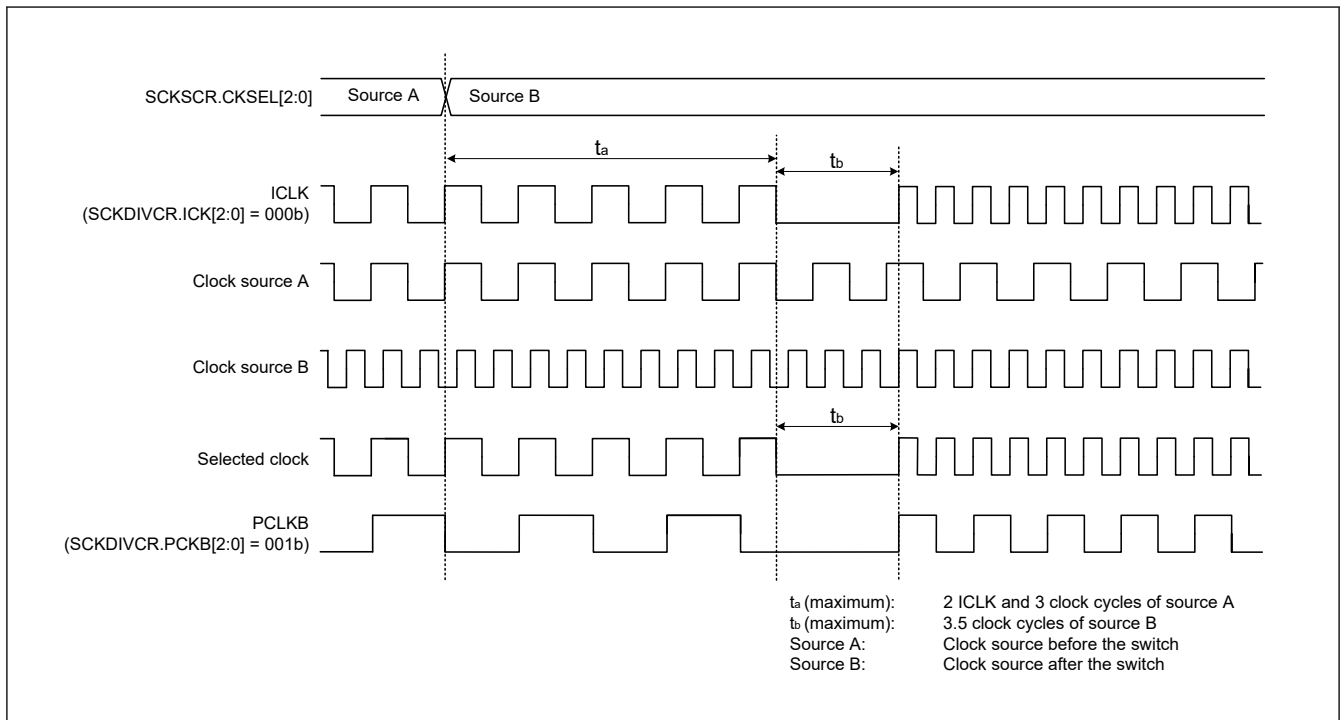 SCKSCR.CKSEL[2:0]
Source A
Source B
ta
tb
ICLK
(SCKDIVCR.ICK[2:0] = 000b)
Clock source A
Clock source B
tb
Selected clock
PCLKB
(SCKDIVCR.PCKB[2:0] = 001b)
ta (maximum): 2 ICLK and 3 clock cycles of source A
tb (maximum): 3.5 clock cycles of source B
Source A: Clock source before the switch
Source B: Clock source after the switch